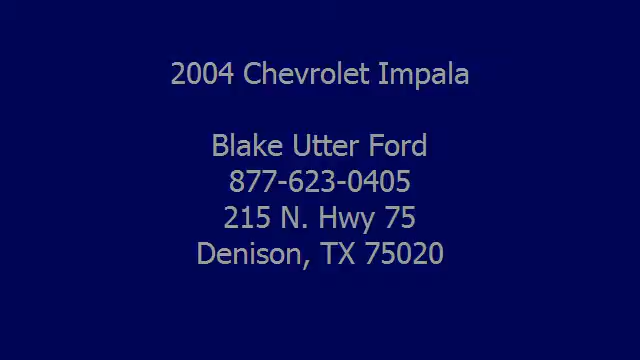 2004 Chevrolet Impala
Blake Utter Ford
877-623-0405
215 N. Hwy 75
Denison, TX 75020